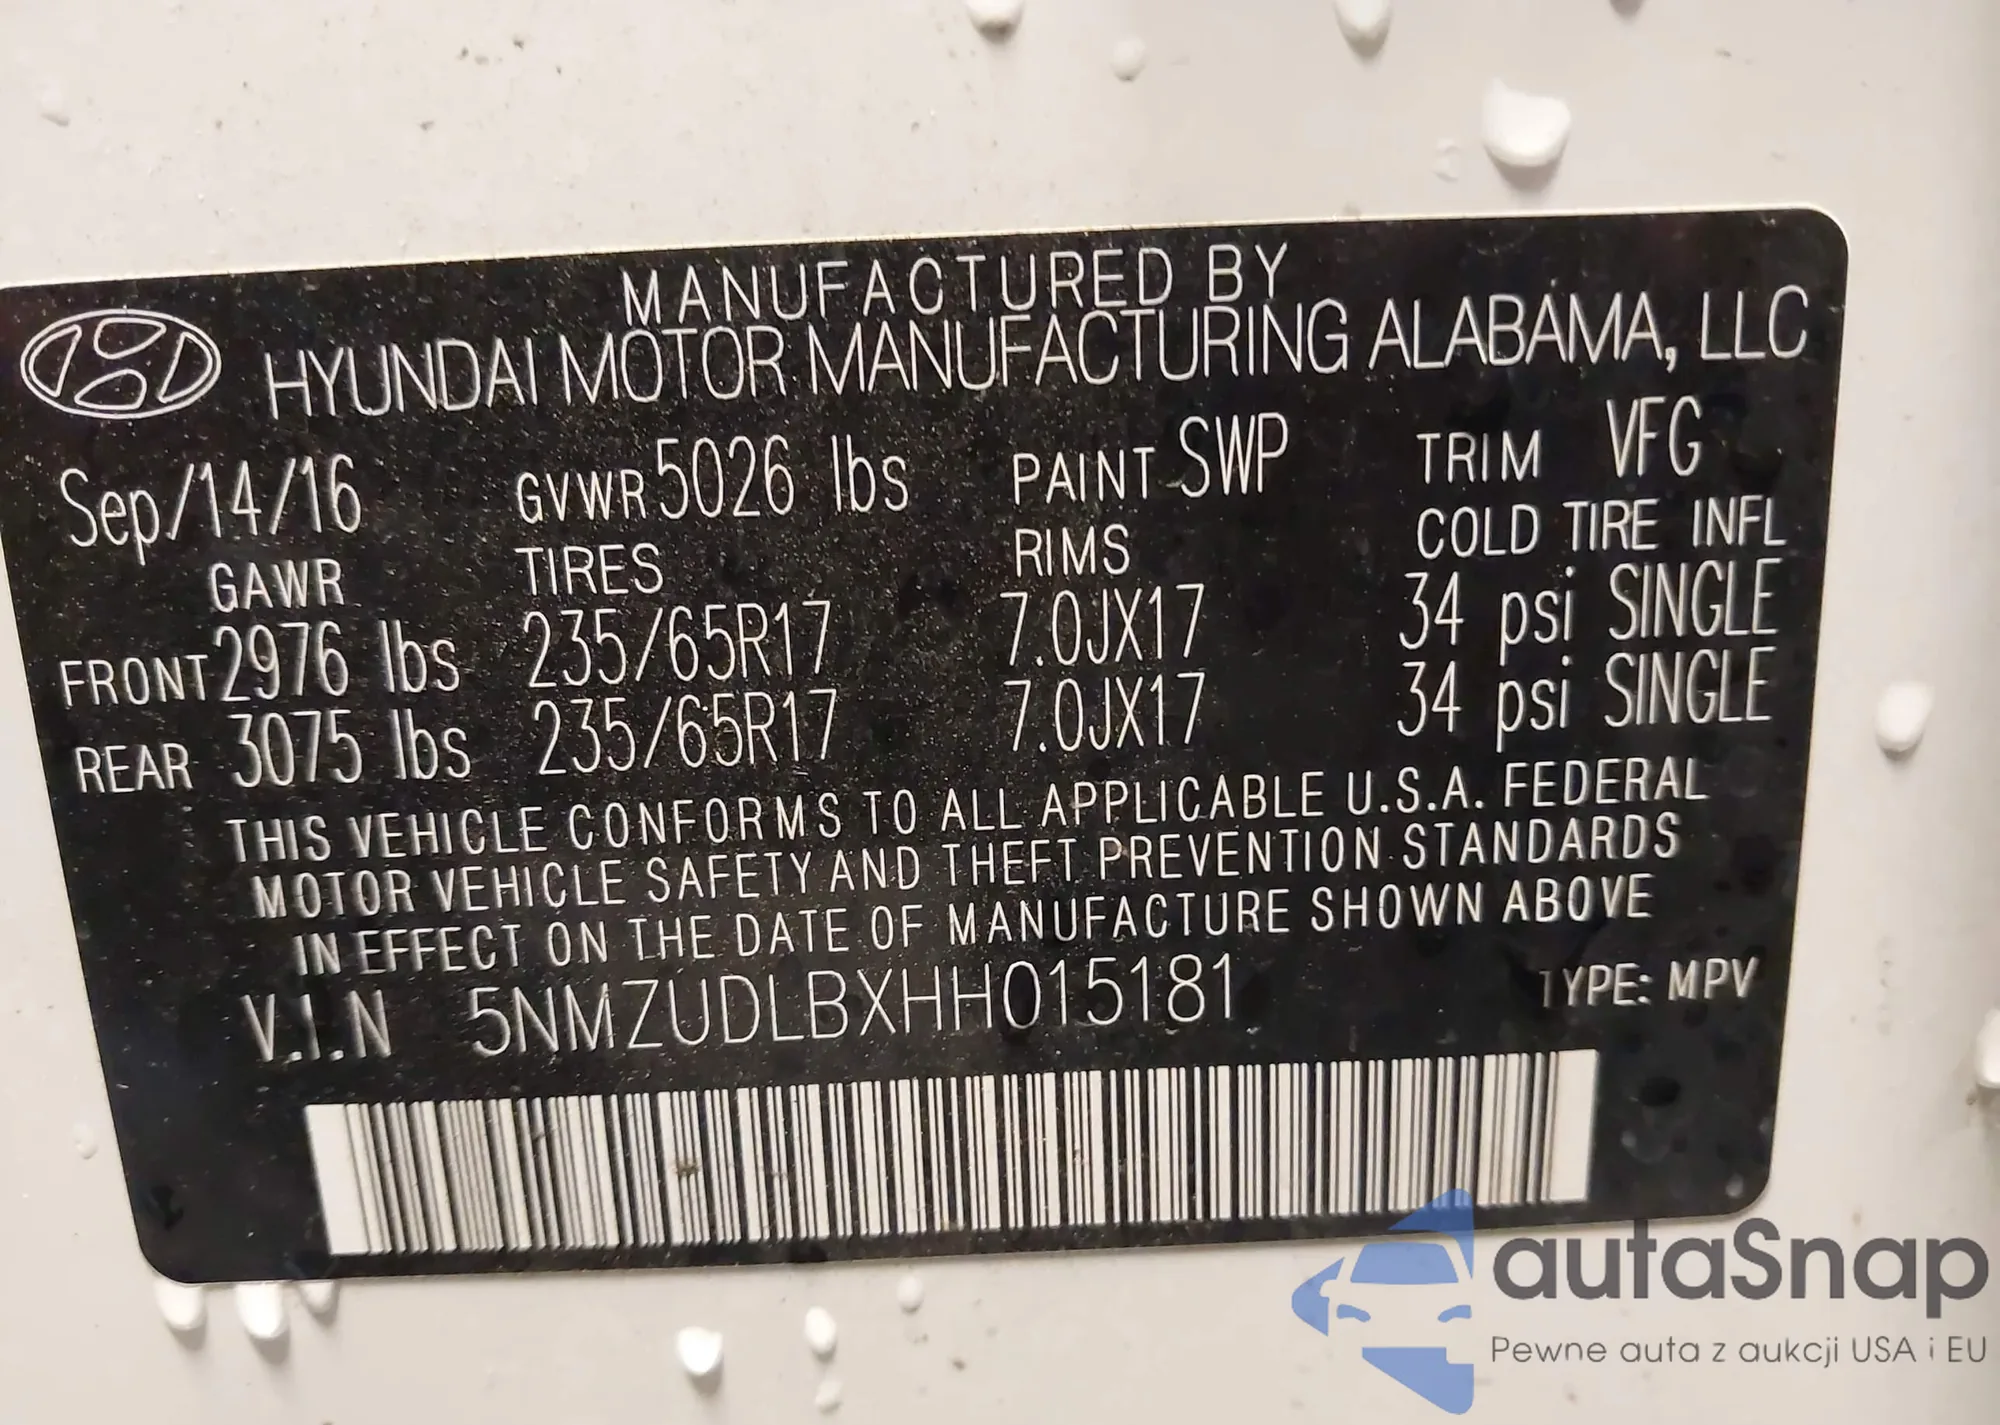 MANUFACTURED BY
HYUNDAI MOTOR MANUFACTURING ALABAMA, LLC
Sep/14/16 GVWR 5026 lbs PAINT SWP TRIM VFG
GAWR TIRES RIMS COLD TIRE INFL
FRONT 2976 lbs 235/65R17 7.0JX17 34 psi SINGLE
REAR 3075 lbs 235/65R17 7.0JX17 34 psi SINGLE
THIS VEHICLE CONFORMS TO ALL APPLICABLE U.S.A. FEDERAL
MOTOR VEHICLE SAFETY AND THEFT PREVENTION STANDARDS
IN EFFECT ON THE DATE OF MANUFACTURE SHOWN ABOVE
V.I.N 5NMZUDLBXHH015181 TYPE: MPV
autaSnap
Pewne auta z aukcji USA i EU